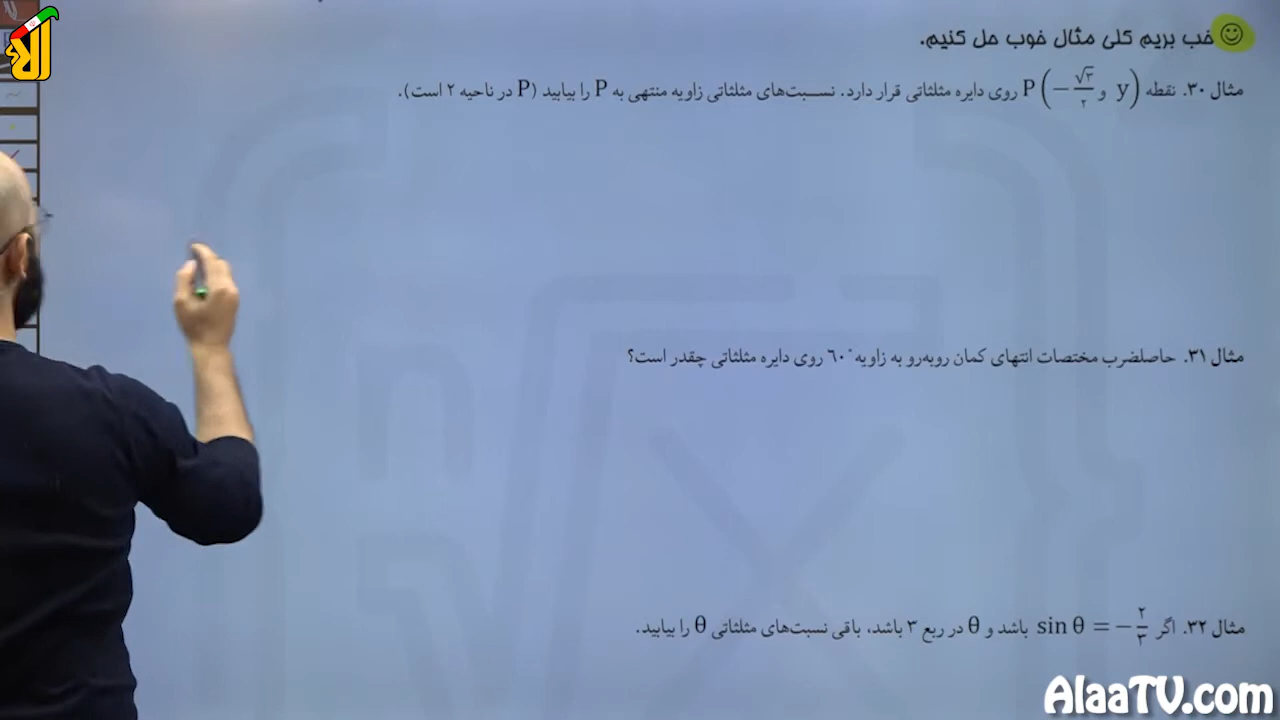 خب بریم کلی مثال خوب حل کنیم.
مثال ۳۰. نقطه P(-√۳/۲ و y) روی دایره مثلثاتی قرار دارد. نسبت‌های مثلثاتی زاویه منتهی به P را بیابید (P در ناحیه ۲ است).
مثال ۳۱. حاصلضرب مختصات انتهای کمان روبه‌رو به زاویه ۶۰° روی دایره مثلثاتی چقدر است؟
مثال ۳۲. اگر sin θ = -۲/۳ باشد و θ در ربع ۳ باشد، باقی نسبت‌های مثلثاتی θ را بیابید.
AlaaTV.com